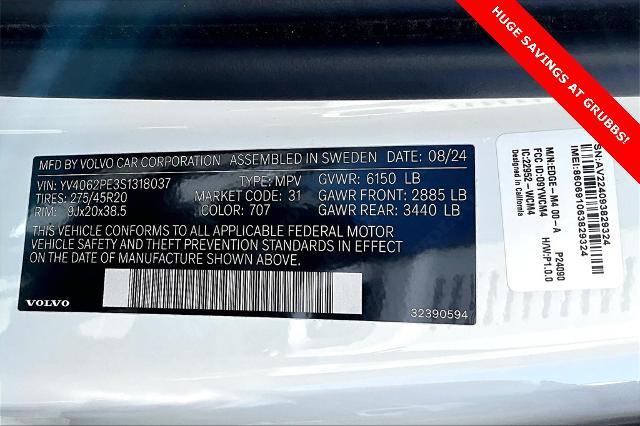 HUGE SAVINGS AT GRUBBS!
MFD BY VOLVO CAR CORPORATION ASSEMBLED IN SWEDEN DATE: 08/24
VIN: YV4062PE3S1318037 TYPE: MPV GVWR: 6150 LB
TIRES: 275/45R20 MARKET CODE: 31 GAWR FRONT: 2885 LB
RIM: 9Jx20x38.5 COLOR: 707 GAWR REAR: 3440 LB
THIS VEHICLE CONFORMS TO ALL APPLICABLE FEDERAL MOTOR
VEHICLE SAFETY AND THEFT PREVENTION STANDARDS IN EFFECT
ON THE DATE OF MANUFACTURE SHOWN ABOVE.
VOLVO
32390594
SN:AV224093829324
IMEI:860691063829324
M/N:EDGE-M4 00-A P24090
FCC ID:O9YWCM4 H/W:P1.0.0
IC:22952-WCM4
Designed in California